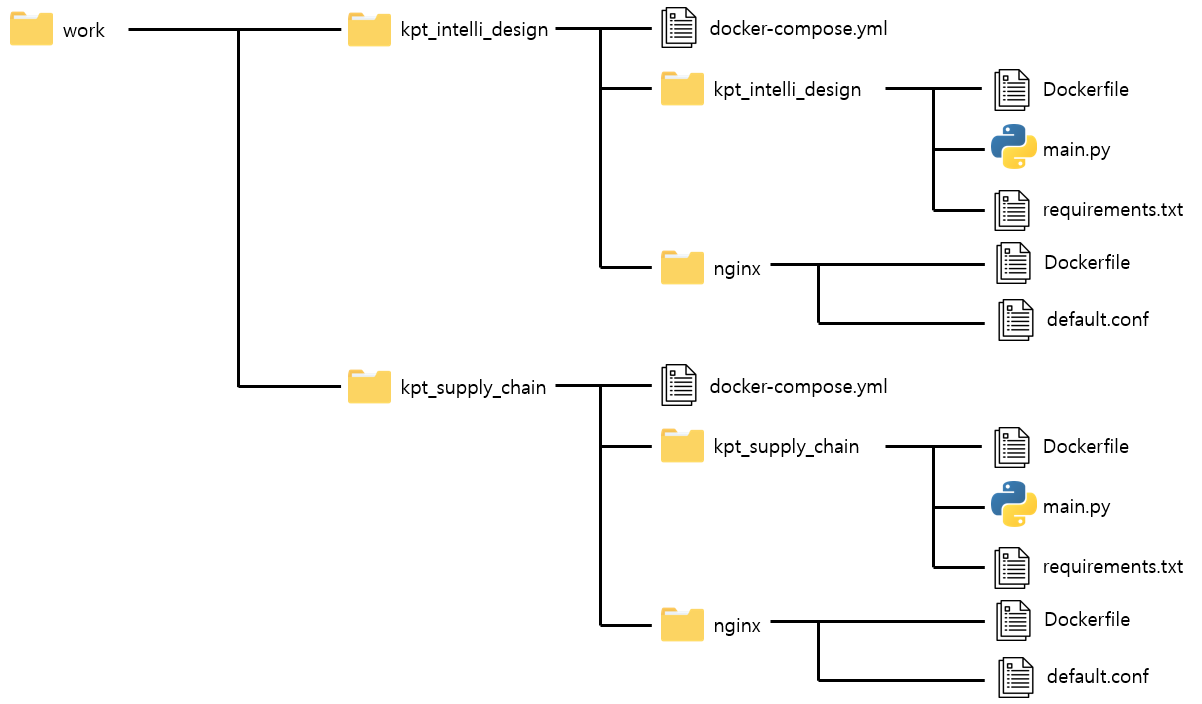 work
kpt_intelli_design
docker-compose.yml
kpt_intelli_design
Dockerfile
main.py
requirements.txt
nginx
Dockerfile
default.conf
kpt_supply_chain
docker-compose.yml
kpt_supply_chain
Dockerfile
main.py
requirements.txt
nginx
Dockerfile
default.conf